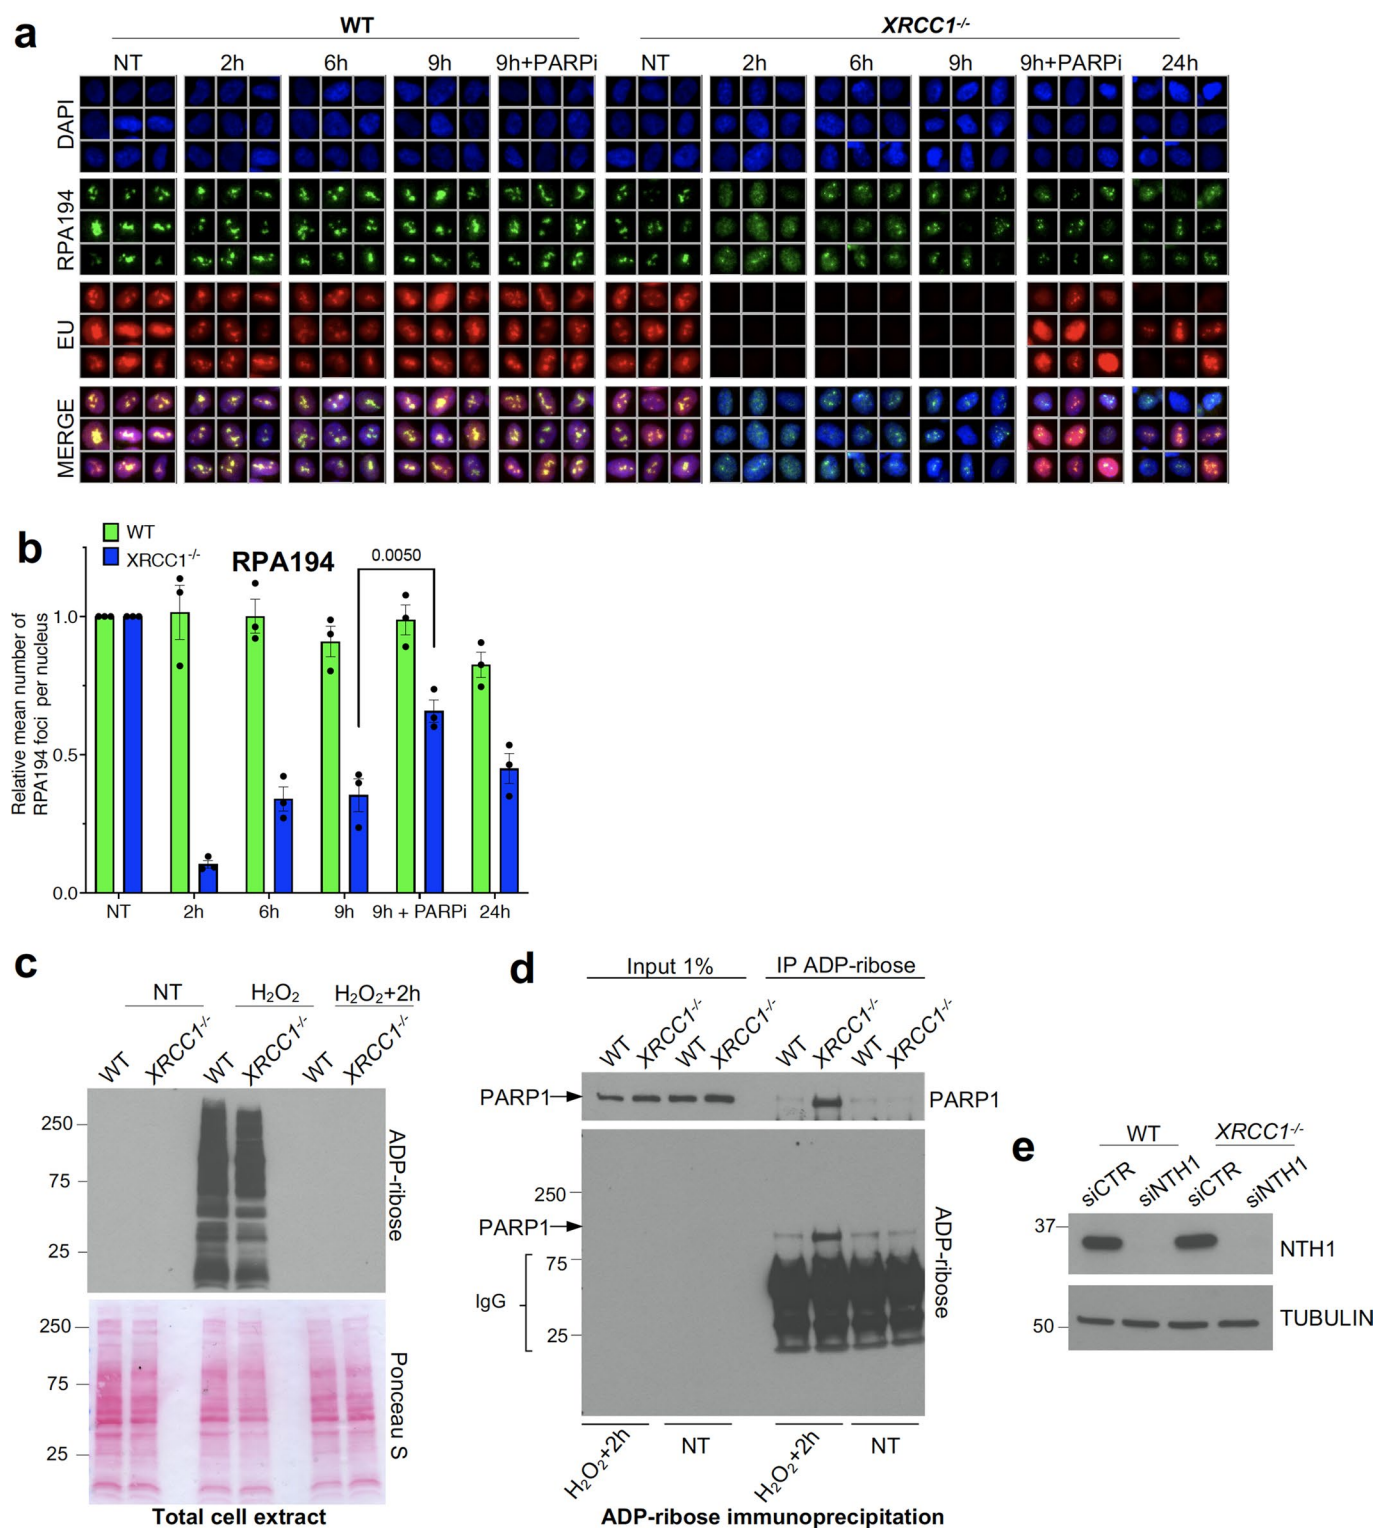 a
WT XRCC1-/-
NT 2h 6h 9h 9h+PARPi NT 2h 6h 9h 9h+PARPi 24h
DAPI
RPA194
EU
MERGE
b
WT
XRCC1-/-
RPA194
0.0050
Relative mean number of
RPA194 foci per nucleus
1.0
0.5
0.0
NT 2h 6h 9h 9h + PARPi 24h
c
NT H₂O₂ H₂O₂+2h
WT XRCC1-/- WT XRCC1-/- WT XRCC1-/-
250
75
25
ADP-ribose
250
75
25
Ponceau S
Total cell extract
d
Input 1% IP ADP-ribose
WT XRCC1-/- WT XRCC1-/- WT XRCC1-/- WT XRCC1-/-
PARP1 PARP1
250
PARP1
75
IgG
25
ADP-ribose
H₂O₂+2h NT H₂O₂+2h NT
ADP-ribose immunoprecipitation
e
WT XRCC1-/-
siCTR siNTH1 siCTR siNTH1
37
NTH1
50
TUBULIN